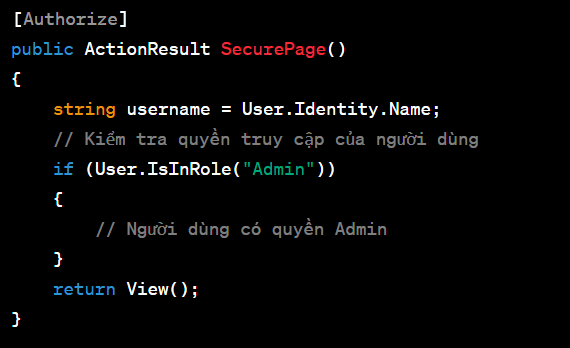 [Authorize]
public ActionResult SecurePage()
{
    string username = User.Identity.Name;
    // Kiểm tra quyền truy cập của người dùng
    if (User.IsInRole("Admin"))
    {
        // Người dùng có quyền Admin
    }
    return View();
}